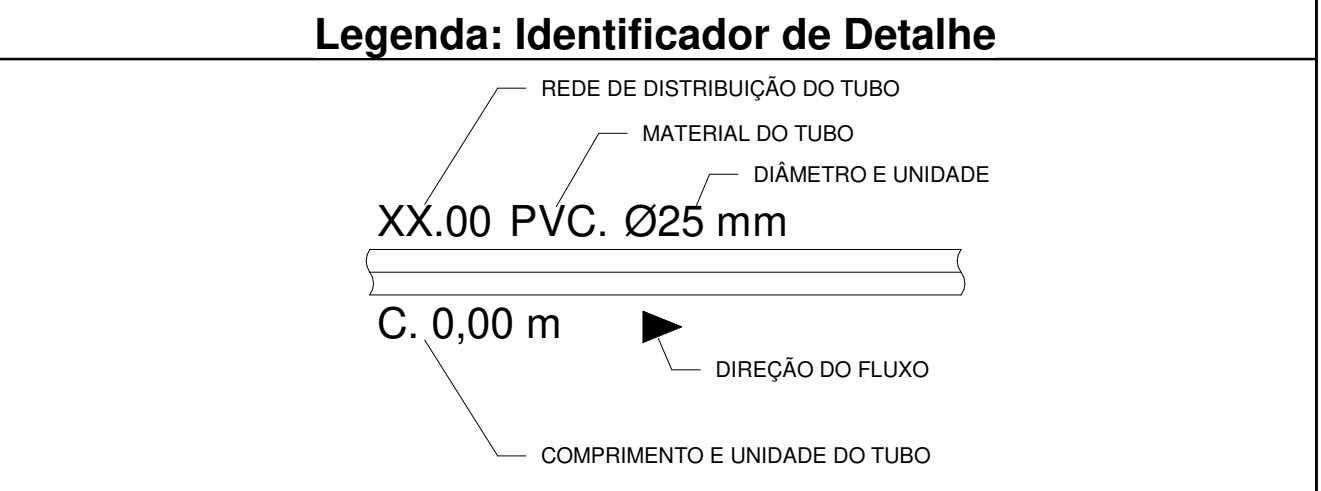 Legenda: Identificador de Detalhe
REDE DE DISTRIBUIÇÃO DO TUBO
MATERIAL DO TUBO
DIÂMETRO E UNIDADE
XX.00 PVC. Ø25 mm
C. 0,00 m
DIREÇÃO DO FLUXO
COMPRIMENTO E UNIDADE DO TUBO